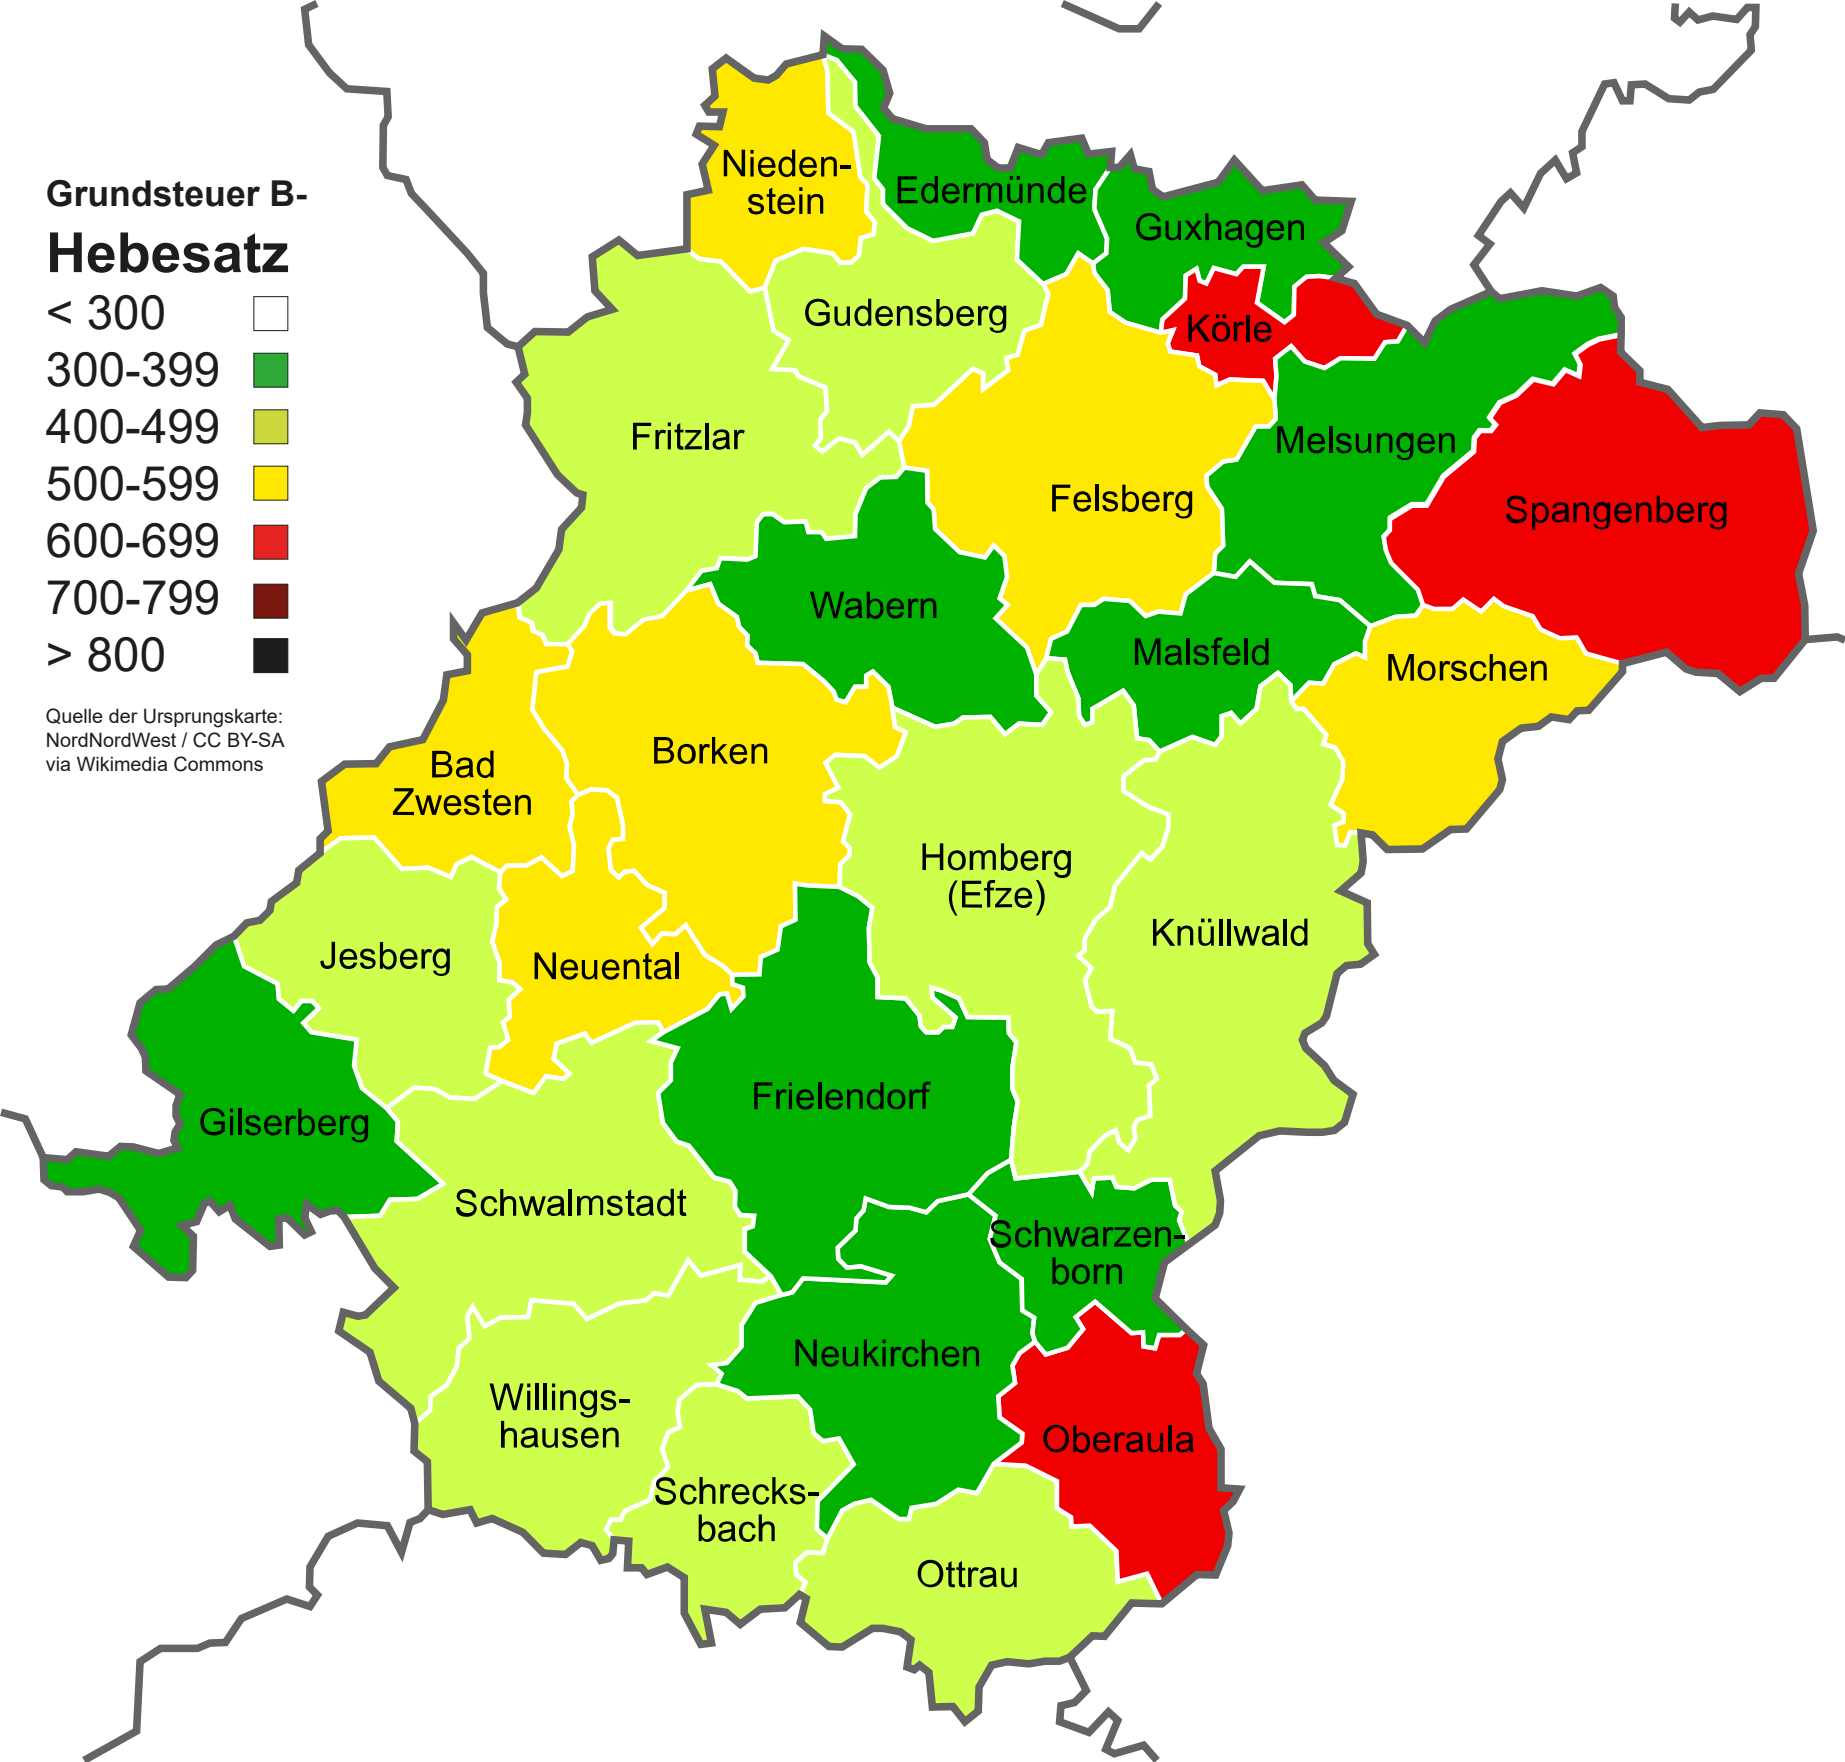 Grundsteuer B-
Hebesatz
< 300
300-399
400-499
500-599
600-699
700-799
> 800
Quelle der Ursprungskarte:
NordNordWest / CC BY-SA
via Wikimedia Commons
Nieden-
stein
Edermünde
Guxhagen
Gudensberg
Körle
Fritzlar
Melsungen
Felsberg
Spangenberg
Wabern
Malsfeld
Morschen
Borken
Bad
Zwesten
Homberg
(Efze)
Knüllwald
Jesberg
Neuental
Frielendorf
Gilserberg
Schwalmstadt
Schwarzen-
born
Neukirchen
Willings-
hausen
Oberaula
Schrecks-
bach
Ottrau